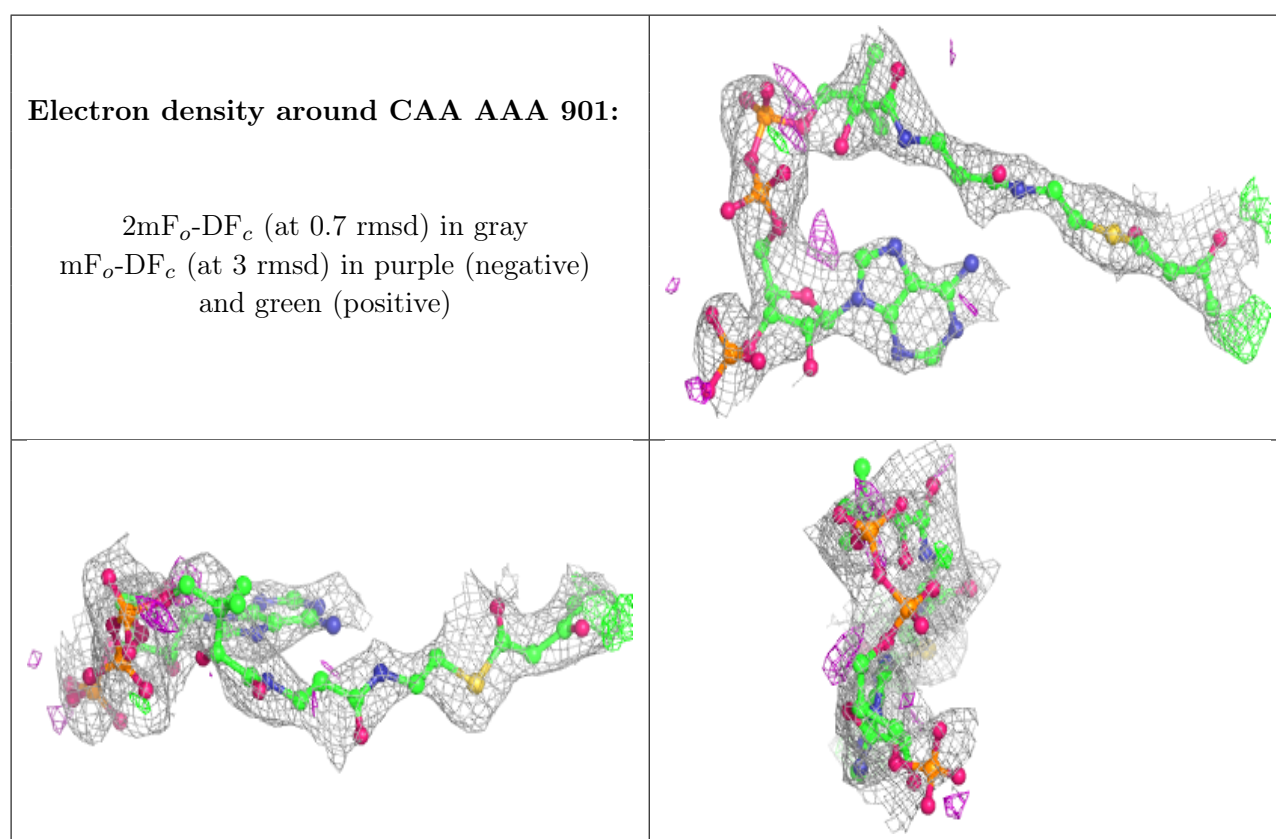 Electron density around CAA AAA 901:
2mFo-DFc (at 0.7 rmsd) in gray
mFo-DFc (at 3 rmsd) in purple (negative)
and green (positive)